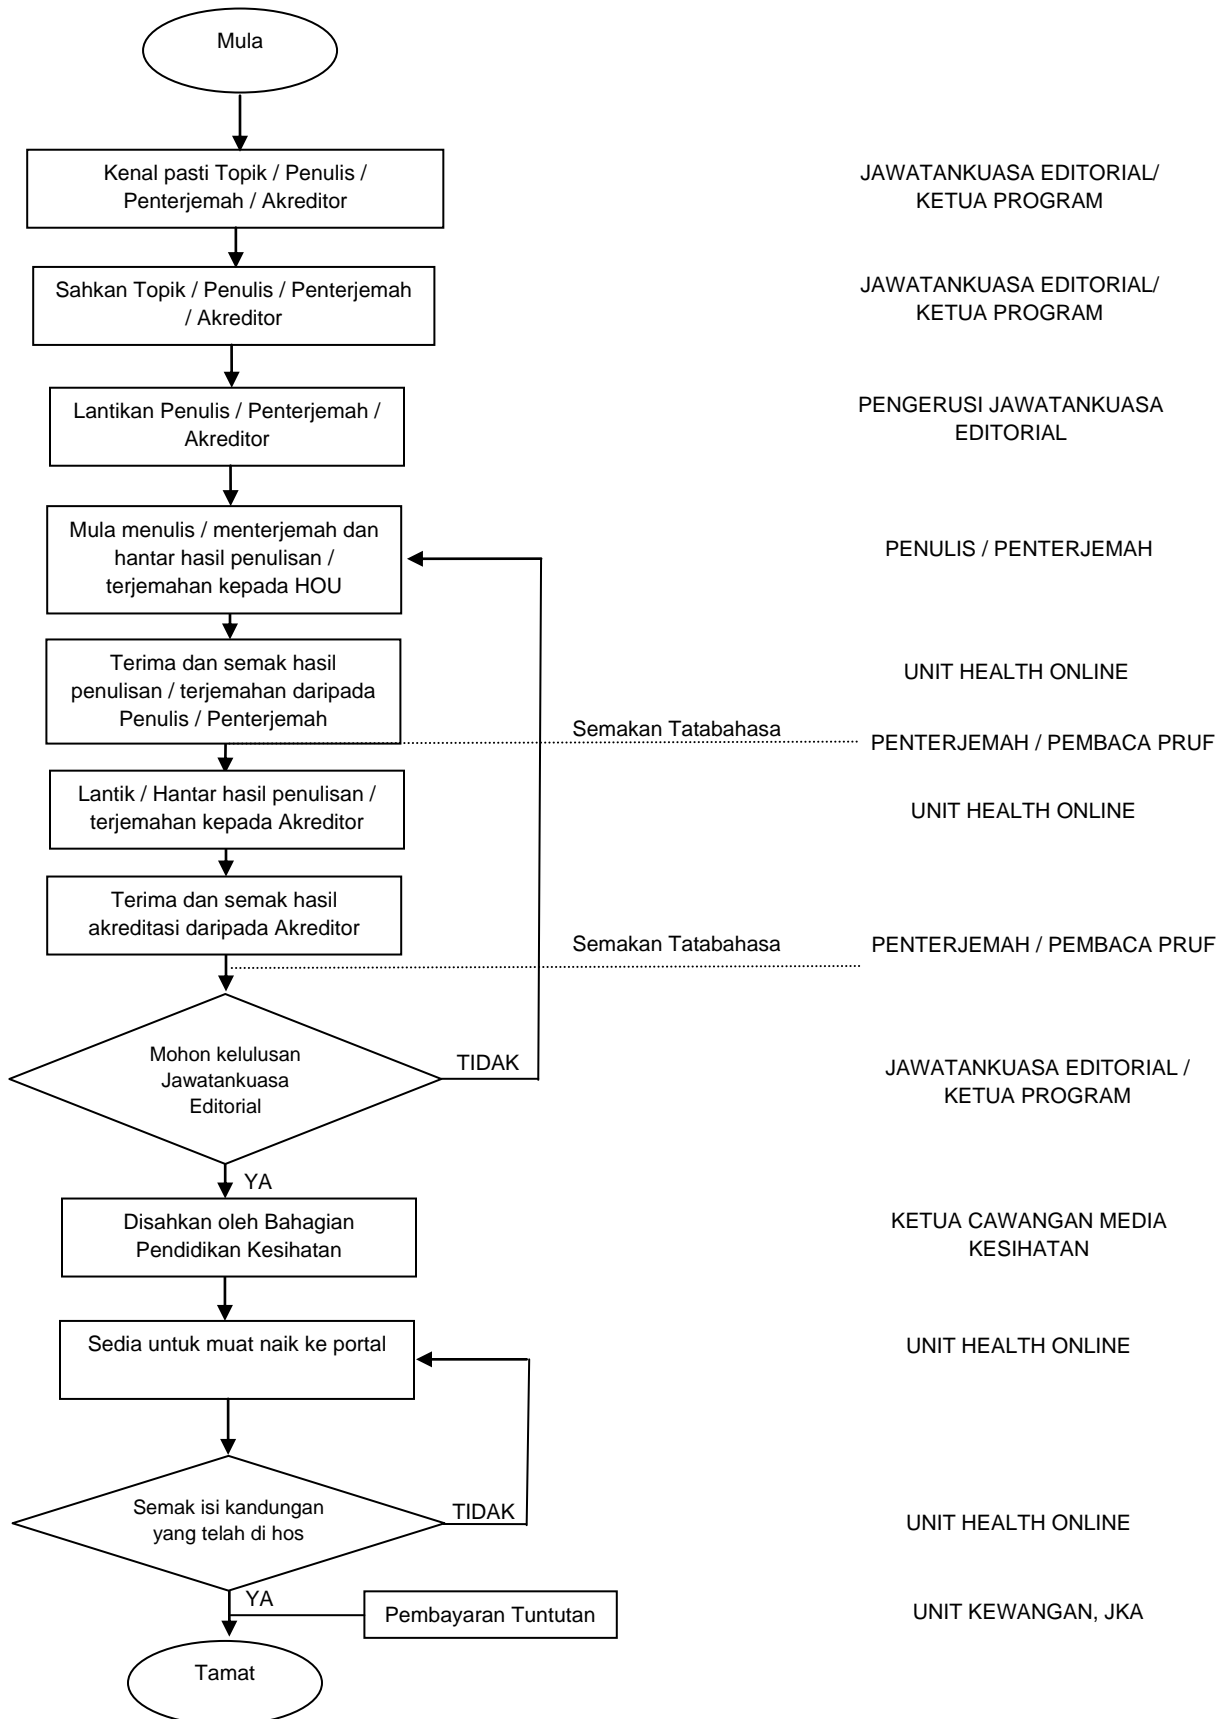 Mula
Kenal pasti Topik / Penulis /
Penterjemah / Akreditor
JAWATANKUASA EDITORIAL/
KETUA PROGRAM
Sahkan Topik / Penulis / Penterjemah
/ Akreditor
JAWATANKUASA EDITORIAL/
KETUA PROGRAM
Lantikan Penulis / Penterjemah /
Akreditor
PENGERUSI JAWATANKUASA
EDITORIAL
Mula menulis / menterjemah dan
hantar hasil penulisan /
terjemahan kepada HOU
PENULIS / PENTERJEMAH
Terima dan semak hasil
penulisan / terjemahan daripada
Penulis / Penterjemah
UNIT HEALTH ONLINE
Semakan Tatabahasa
PENTERJEMAH / PEMBACA PRUF
Lantik / Hantar hasil penulisan /
terjemahan kepada Akreditor
UNIT HEALTH ONLINE
Terima dan semak hasil
akreditasi daripada Akreditor
Semakan Tatabahasa
PENTERJEMAH / PEMBACA PRUF
Mohon kelulusan
Jawatankuasa
Editorial
TIDAK
JAWATANKUASA EDITORIAL /
KETUA PROGRAM
YA
Disahkan oleh Bahagian
Pendidikan Kesihatan
KETUA CAWANGAN MEDIA
KESIHATAN
Sedia untuk muat naik ke portal
UNIT HEALTH ONLINE
Semak isi kandungan
yang telah di hos
TIDAK
UNIT HEALTH ONLINE
YA
Pembayaran Tuntutan
UNIT KEWANGAN, JKA
Tamat